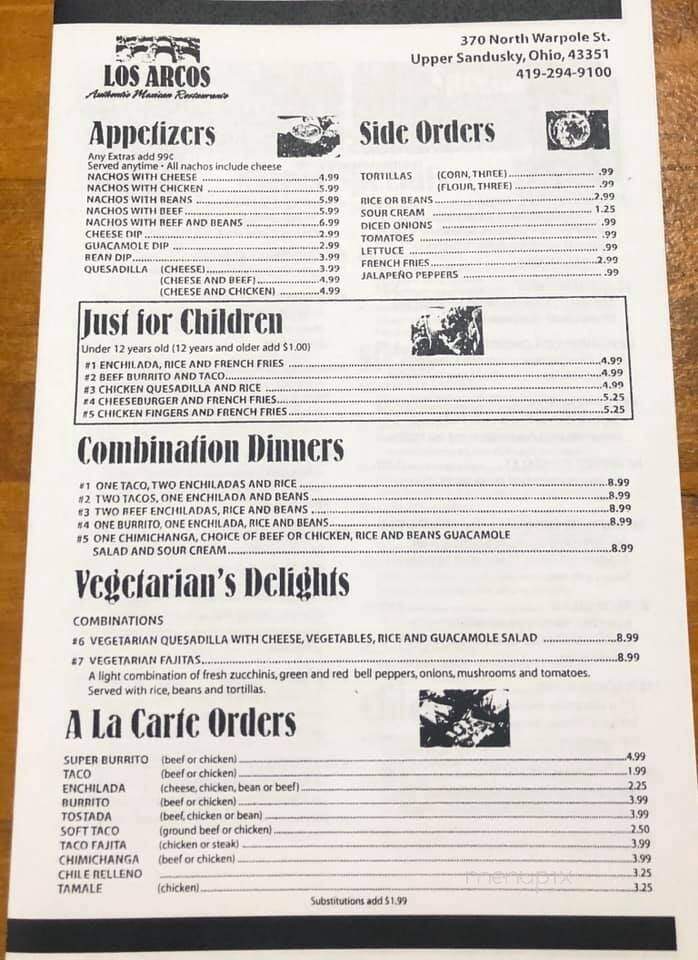 LOS ARCOS
Authentic Mexican Restaurante
370 North Warpole St.
Upper Sandusky, Ohio, 43351
419-294-9100
Appetizers
Any Extras add 99¢
Served anytime • All nachos include cheese
NACHOS WITH CHEESE 4.99
NACHOS WITH CHICKEN 5.99
NACHOS WITH BEANS 5.99
NACHOS WITH BEEF 5.99
NACHOS WITH BEEF AND BEANS 6.99
CHEESE DIP 2.99
GUACAMOLE DIP 2.99
BEAN DIP 3.99
QUESADILLA (CHEESE) 3.99
(CHEESE AND BEEF) 4.99
(CHEESE AND CHICKEN) 4.99
Side Orders
TORTILLAS (CORN, THREE) .99
(FLOUR, THREE) .99
RICE OR BEANS 2.99
SOUR CREAM 1.25
DICED ONIONS .99
TOMATOES .99
LETTUCE .99
FRENCH FRIES 2.99
JALAPEÑO PEPPERS .99
Just for Children
Under 12 years old (12 years and older add $1.00)
#1 ENCHILADA, RICE AND FRENCH FRIES 4.99
#2 BEEF BURRITO AND TACO 4.99
#3 CHICKEN QUESADILLA AND RICE 4.99
#4 CHEESEBURGER AND FRENCH FRIES 5.25
#5 CHICKEN FINGERS AND FRENCH FRIES 5.25
Combination Dinners
#1 ONE TACO, TWO ENCHILADAS AND RICE 8.99
#2 TWO TACOS, ONE ENCHILADA AND BEANS 8.99
#3 TWO BEEF ENCHILADAS, RICE AND BEANS 8.99
#4 ONE BURRITO, ONE ENCHILADA, RICE AND BEANS 8.99
#5 ONE CHIMICHANGA, CHOICE OF BEEF OR CHICKEN, RICE AND BEANS GUACAMOLE
SALAD AND SOUR CREAM 8.99
Vegetarian's Delights
COMBINATIONS
#6 VEGETARIAN QUESADILLA WITH CHEESE, VEGETABLES, RICE AND GUACAMOLE SALAD 8.99
#7 VEGETARIAN FAJITAS 8.99
A light combination of fresh zucchinis, green and red bell peppers, onions, mushrooms and tomatoes.
Served with rice, beans and tortillas.
A La Carte Orders
SUPER BURRITO (beef or chicken) 4.99
TACO (beef or chicken) 1.99
ENCHILADA (cheese, chicken, bean or beef) 2.25
BURRITO (beef or chicken) 3.99
TOSTADA (beef, chicken or bean) 3.99
SOFT TACO (ground beef or chicken) 2.50
TACO FAJITA (chicken or steak) 3.99
CHIMICHANGA (beef or chicken) 3.99
CHILE RELLENO 3.25
TAMALE (chicken) 3.25
Substitutions add $1.99
menupix